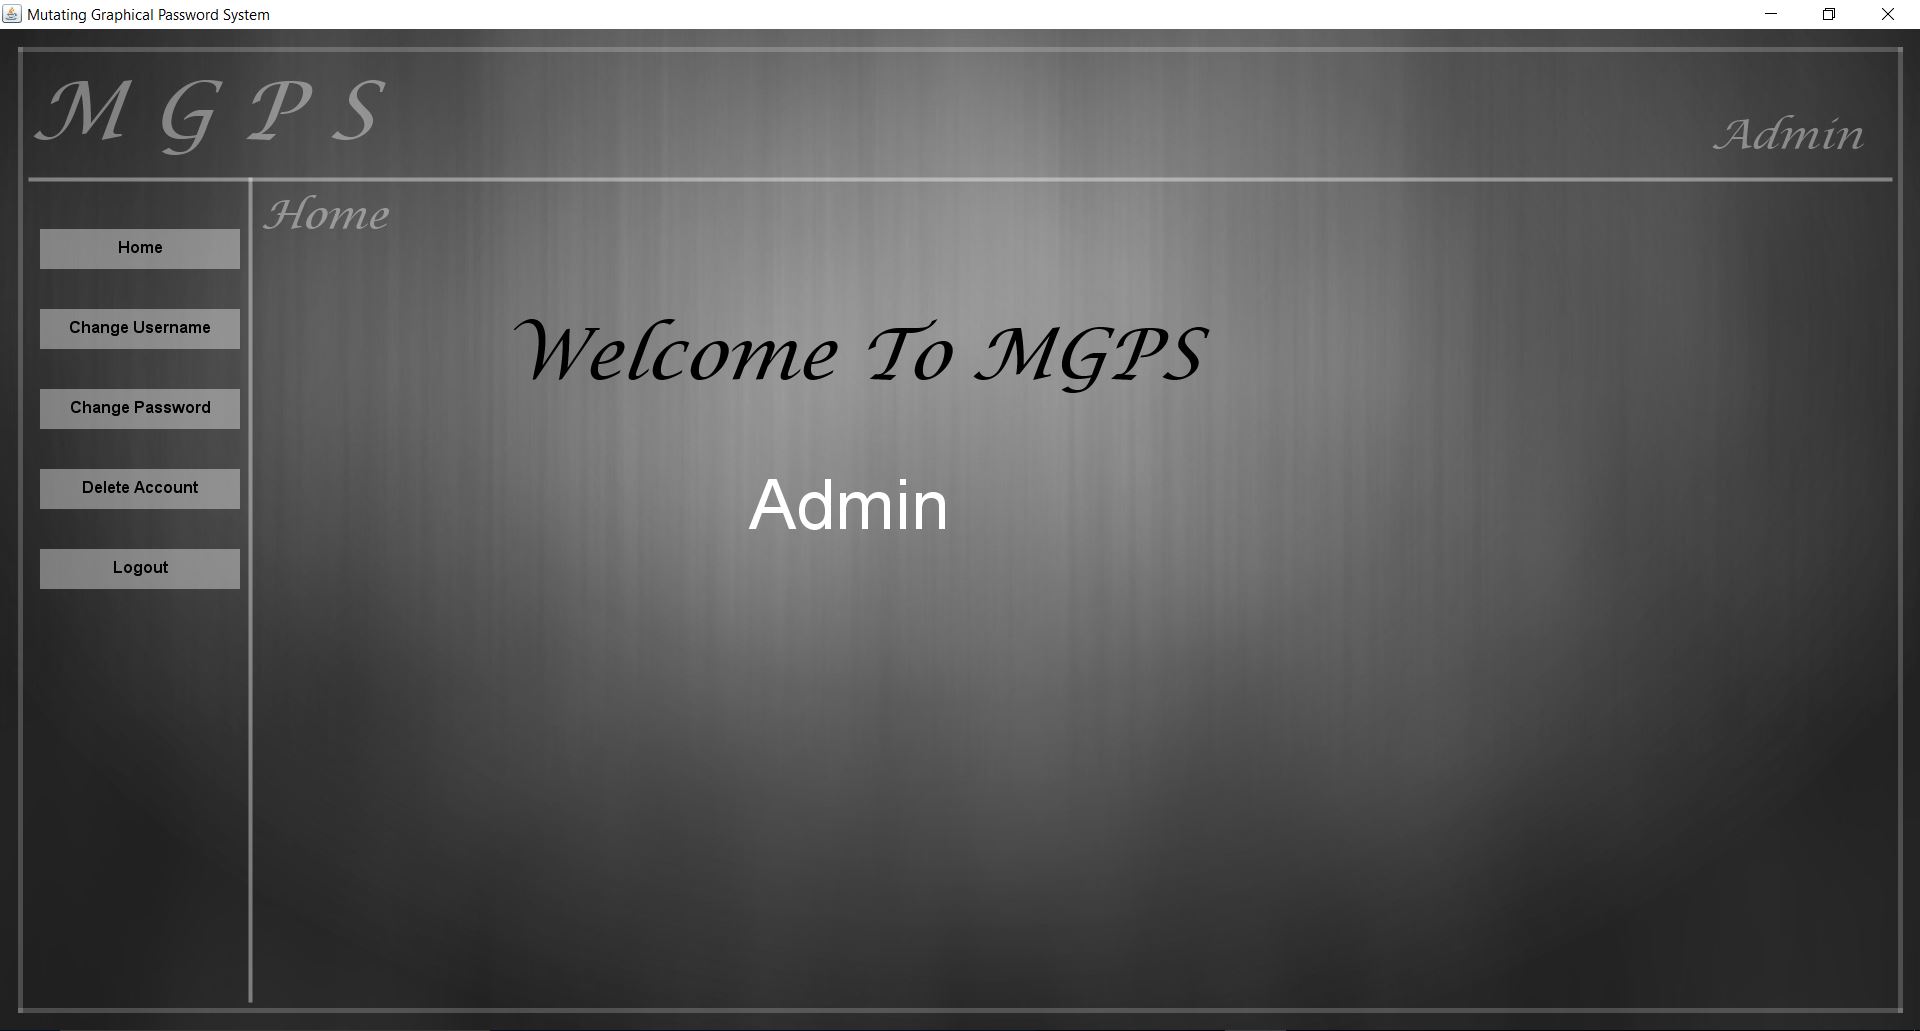 Mutating Graphical Password System
M G P S
Admin
Home
Home
Change Username
Change Password
Delete Account
Logout
Welcome To MGPS
Admin